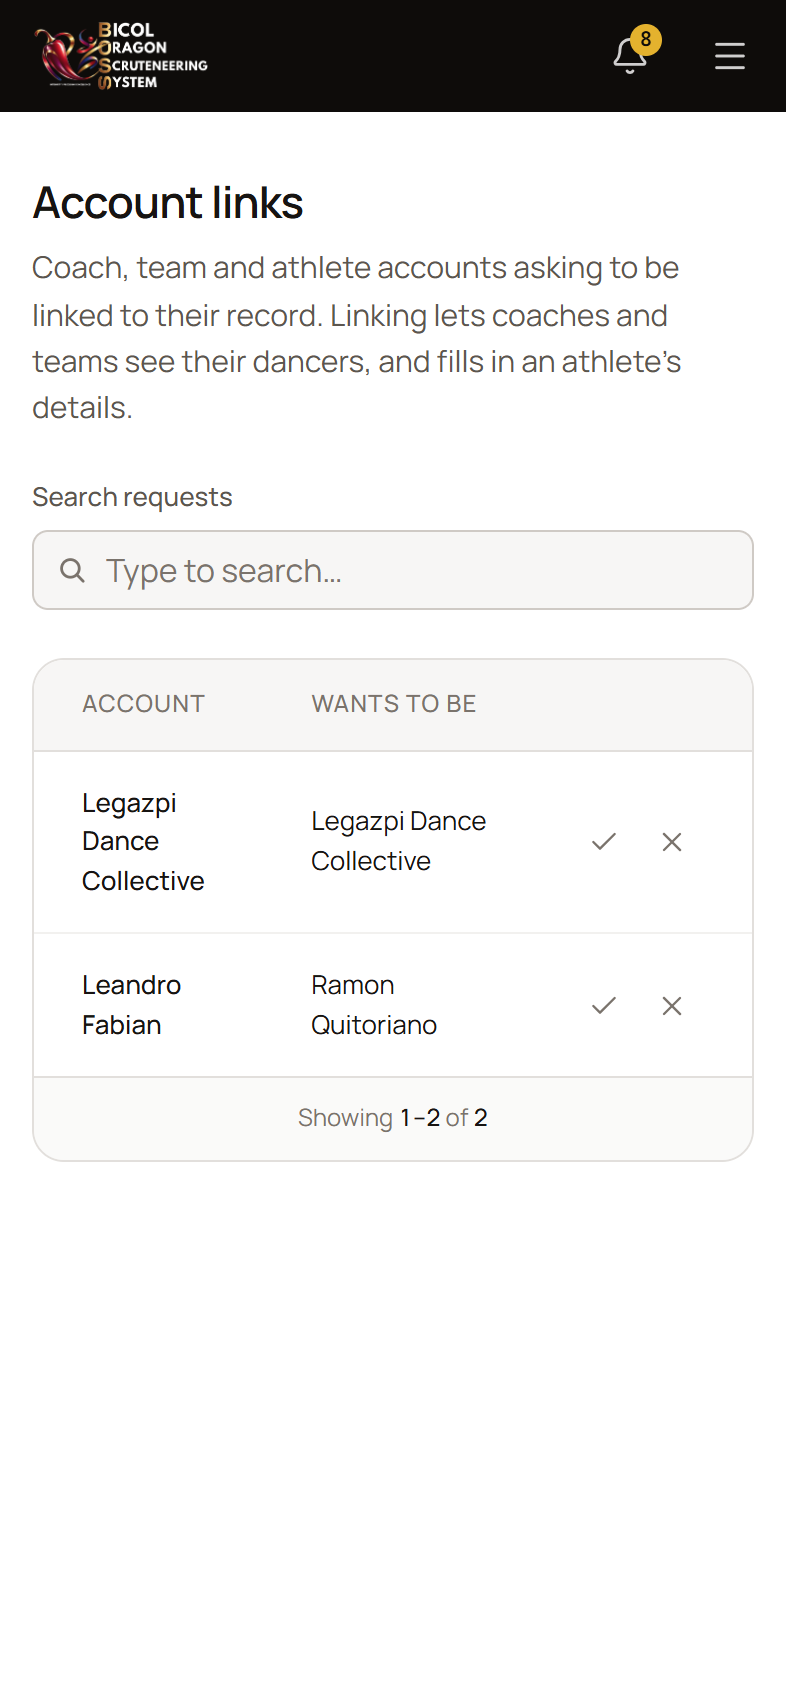 BICOL
DRAGON
SCRUTENEERING
SYSTEM
8
Account links
Coach, team and athlete accounts asking to be
linked to their record. Linking lets coaches and
teams see their dancers, and fills in an athlete’s
details.
Search requests
Type to search...
ACCOUNT WANTS TO BE
Legazpi
Dance
Collective
Legazpi Dance
Collective
Leandro
Fabian
Ramon
Quitoriano
Showing 1–2 of 2